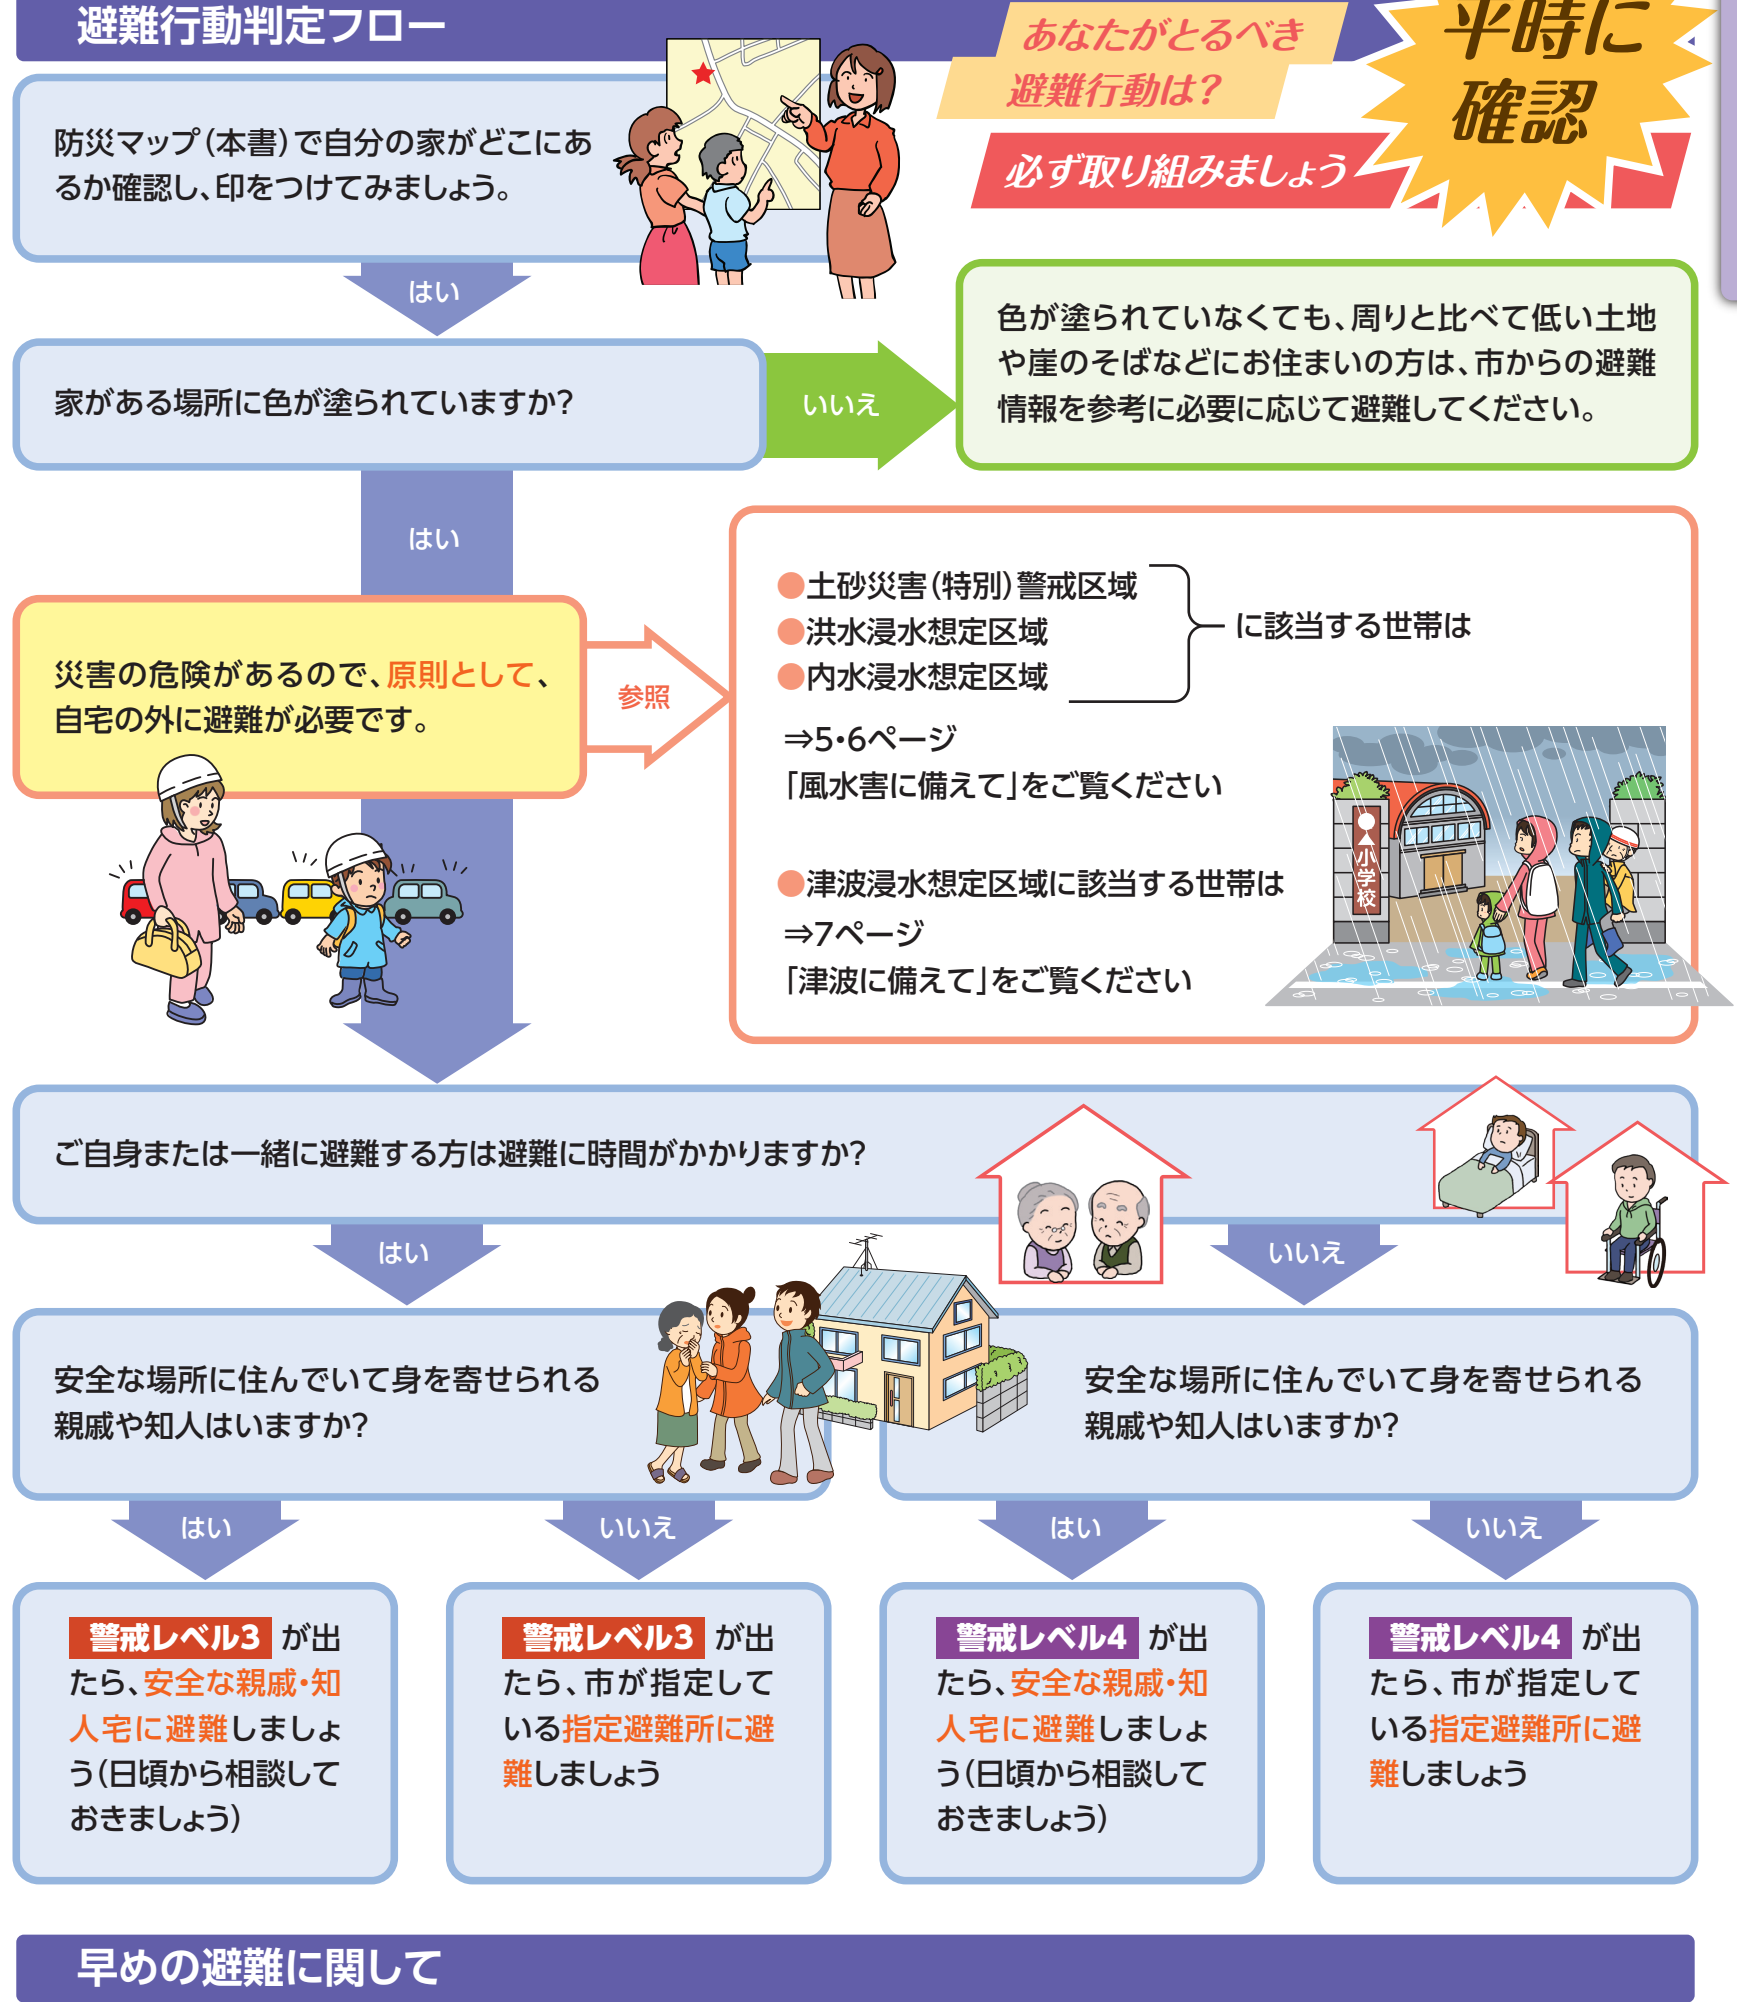 避難行動判定フロー
あなたがとるべき
避難行動は?
平時に
確認
必ず取り組みましょう
防災マップ(本書)で自分の家がどこにあ
るか確認し、印をつけてみましょう。
はい
家がある場所に色が塗られていますか?
いいえ
色が塗られていなくても、周りと比べて低い土地
や崖のそばなどにお住まいの方は、市からの避難
情報を参考に必要に応じて避難してください。
はい
災害の危険があるので、原則として、
自宅の外に避難が必要です。
参照
●土砂災害(特別)警戒区域
●洪水浸水想定区域
●内水浸水想定区域
に該当する世帯は
⇒5・6ページ
「風水害に備えて」をご覧ください
●津波浸水想定区域に該当する世帯は
⇒7ページ
「津波に備えて」をご覧ください
●▲小学校
ご自身または一緒に避難する方は避難に時間がかかりますか?
はい
いいえ
安全な場所に住んでいて身を寄せられる
親戚や知人はいますか?
安全な場所に住んでいて身を寄せられる
親戚や知人はいますか?
はい
いいえ
はい
いいえ
警戒レベル3 が出
たら、安全な親戚・知
人宅に避難しましょ
う(日頃から相談して
おきましょう)
警戒レベル3 が出
たら、市が指定して
いる指定避難所に避
難しましょう
警戒レベル4 が出
たら、安全な親戚・知
人宅に避難しましょ
う(日頃から相談して
おきましょう)
警戒レベル4 が出
たら、市が指定して
いる指定避難所に避
難しましょう
早めの避難に関して